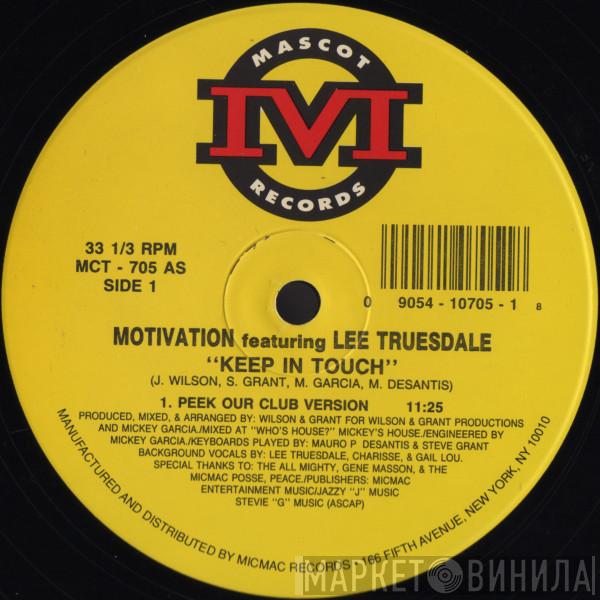 MASCOT
M
RECORDS
33 1/3 RPM
MCT - 705 AS
SIDE 1
0 9054 - 10705 - 1 8
MOTIVATION featuring LEE TRUESDALE
"KEEP IN TOUCH"
(J. WILSON, S. GRANT, M. GARCIA, M. DESANTIS)
1. PEEK OUR CLUB VERSION 11:25
PRODUCED, MIXED, & ARRANGED BY: WILSON & GRANT FOR WILSON & GRANT PRODUCTIONS
AND MICKEY GARCIA./MIXED AT "WHO'S HOUSE?" MICKEY'S HOUSE./ENGINEERED BY
MICKEY GARCIA./KEYBOARDS PLAYED BY: MAURO P. DESANTIS & STEVE GRANT
BACKGROUND VOCALS BY: LEE TRUESDALE, CHARISSE, & GAIL LOU.
SPECIAL THANKS TO: THE ALL MIGHTY, GENE MASSON, & THE
MICMAC POSSE, PEACE./PUBLISHERS: MICMAC
ENTERTAINMENT MUSIC/JAZZY "J" MUSIC
STEVIE "G" MUSIC (ASCAP)
MANUFACTURED AND DISTRIBUTED BY MICMAC RECORDS • 166 FIFTH AVENUE, NEW YORK, NY 10010
МАРКЕТ ВИНИЛА